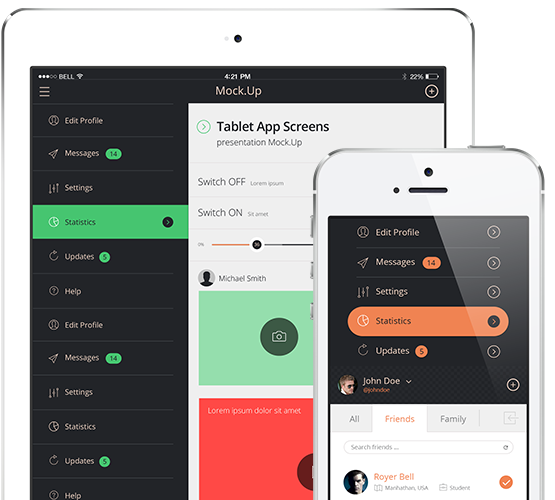 BELL 4:21 PM 22%
Mock.Up
Edit Profile
Messages 14
Settings
Statistics
Updates 5
Help
Edit Profile
Messages 14
Settings
Statistics
Updates 5
Help
Tablet App Screens
presentation Mock.Up
Switch OFF Lorem ipsum
Switch ON Sit amet
0% 36
Michael Smith
Lorem ipsum dolor sit amet,
Edit Profile
Messages 14
Settings
Statistics
Updates 5
John Doe
@johndoe
All Friends Family
Search friends ...
Royer Bell
Manhathan, USA Student